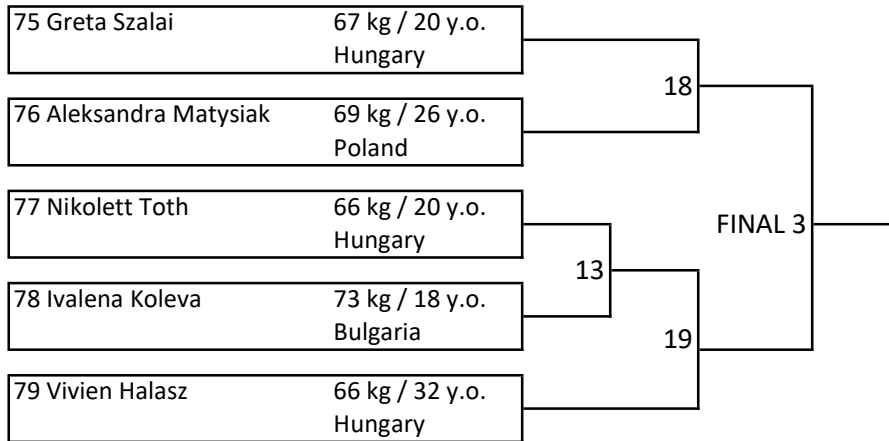 75 Greta Szalai 67 kg / 20 y.o.
Hungary
18
76 Aleksandra Matysiak 69 kg / 26 y.o.
Poland
77 Nikolett Toth 66 kg / 20 y.o.
Hungary
FINAL 3
13
78 Ivalena Koleva 73 kg / 18 y.o.
Bulgaria
19
79 Vivien Halasz 66 kg / 32 y.o.
Hungary